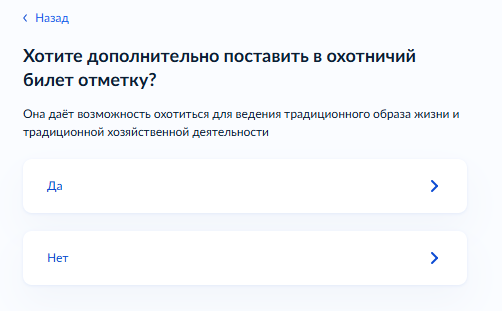 Назад
Хотите дополнительно поставить в охотничий
билет отметку?
Она даёт возможность охотиться для ведения традиционного образа жизни и
традиционной хозяйственной деятельности
Да
Нет